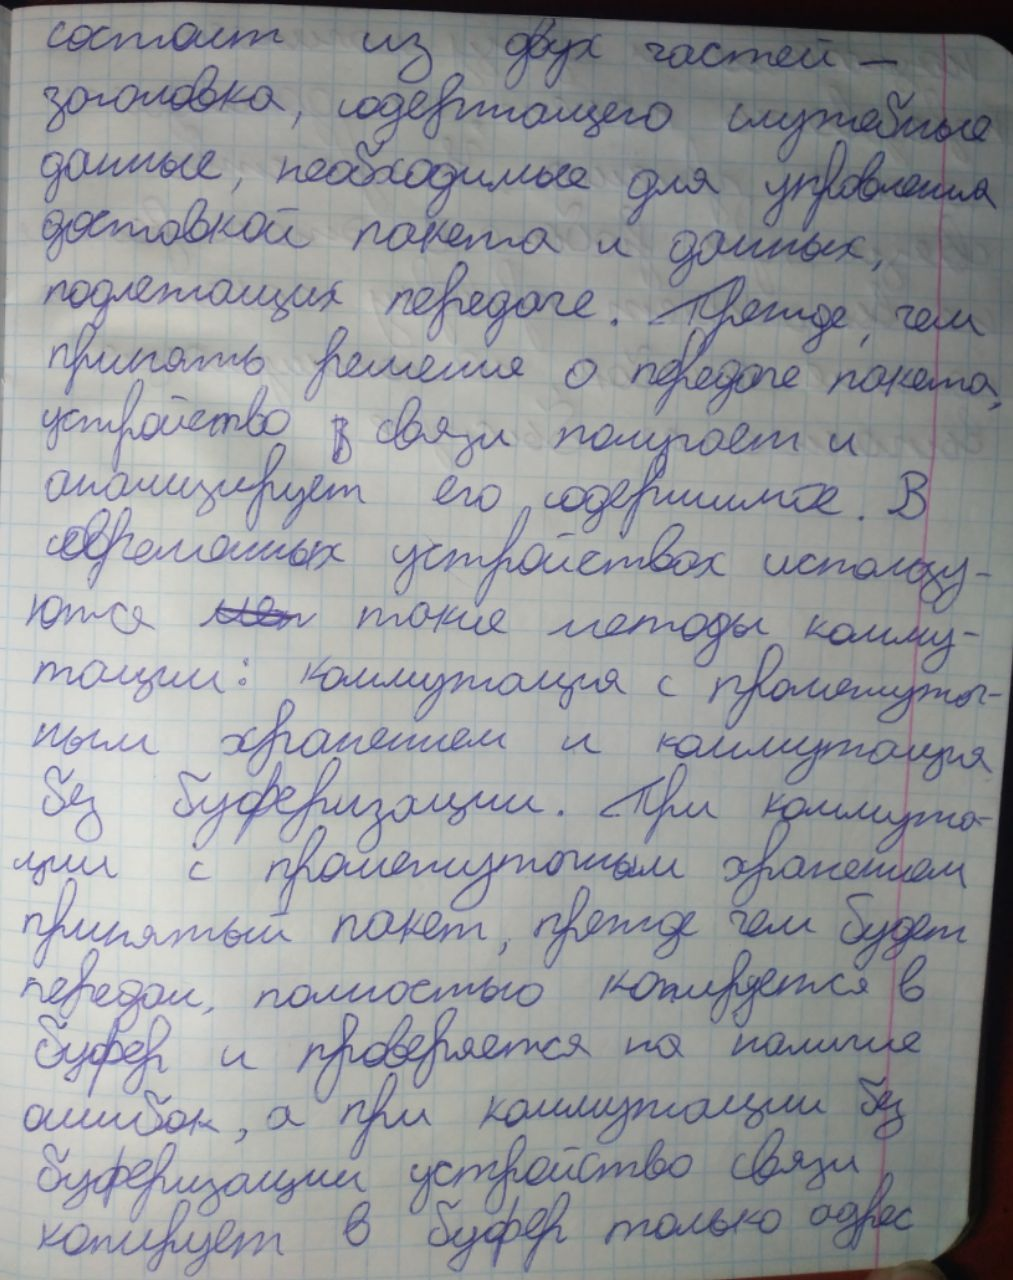 состоит из двух частей —
заголовка, содержащего служебные
данные, необходимые для управления
доставкой пакета и данных,
подлежащих передаче. Прежде, чем
принять решение о передаче пакета,
устройство в связи получает и
анализирует его содержимое. В
современных устройствах использу-
ются такие методы комму-
тации: коммутация с промежуточ-
ным хранением и коммутация
без буферизации. При коммута-
ции с промежуточным хранением
принятый пакет, прежде чем будет
передан, полностью копируется в
буфер и проверяется на наличие
ошибок, а при коммутации без
буферизации устройство связи
копирует в буфер только адрес